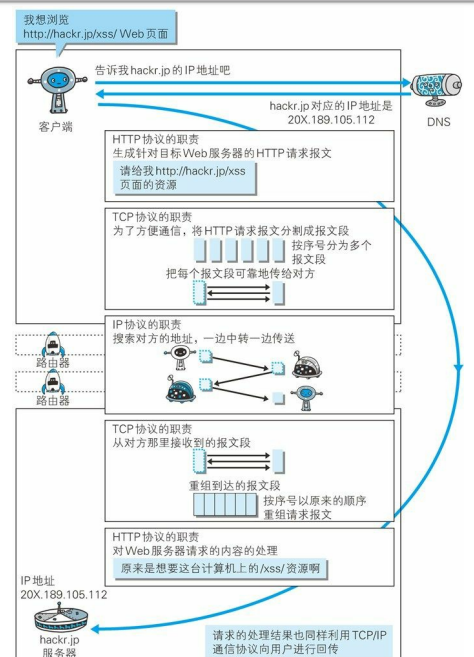 我想浏览
http://hackr.jp/xss/ Web 页面
告诉我hackr.jp的IP地址吧
hackr.jp对应的IP地址是
20X.189.105.112
客户端
DNS
HTTP协议的职责
生成针对目标Web服务器的HTTP请求报文
请给我http://hackr.jp/xss
页面的资源
TCP协议的职责
为了方便通信，将HTTP请求报文分割成报文段
按序号分为多个
报文段
把每个报文段可靠地传给对方
IP协议的职责
搜索对方的地址，一边中转一边传送
路由器
路由器
TCP协议的职责
从对方那里接收到的报文段
重组到达的报文段
按序号以原来的顺序
重组请求报文
HTTP协议的职责
对Web服务器请求的内容的处理
原来是想要这台计算机上的/xss/资源啊
IP地址
20X.189.105.112
hackr.jp
服务器
请求的处理结果也同样利用TCP/IP
通信协议向用户进行回传